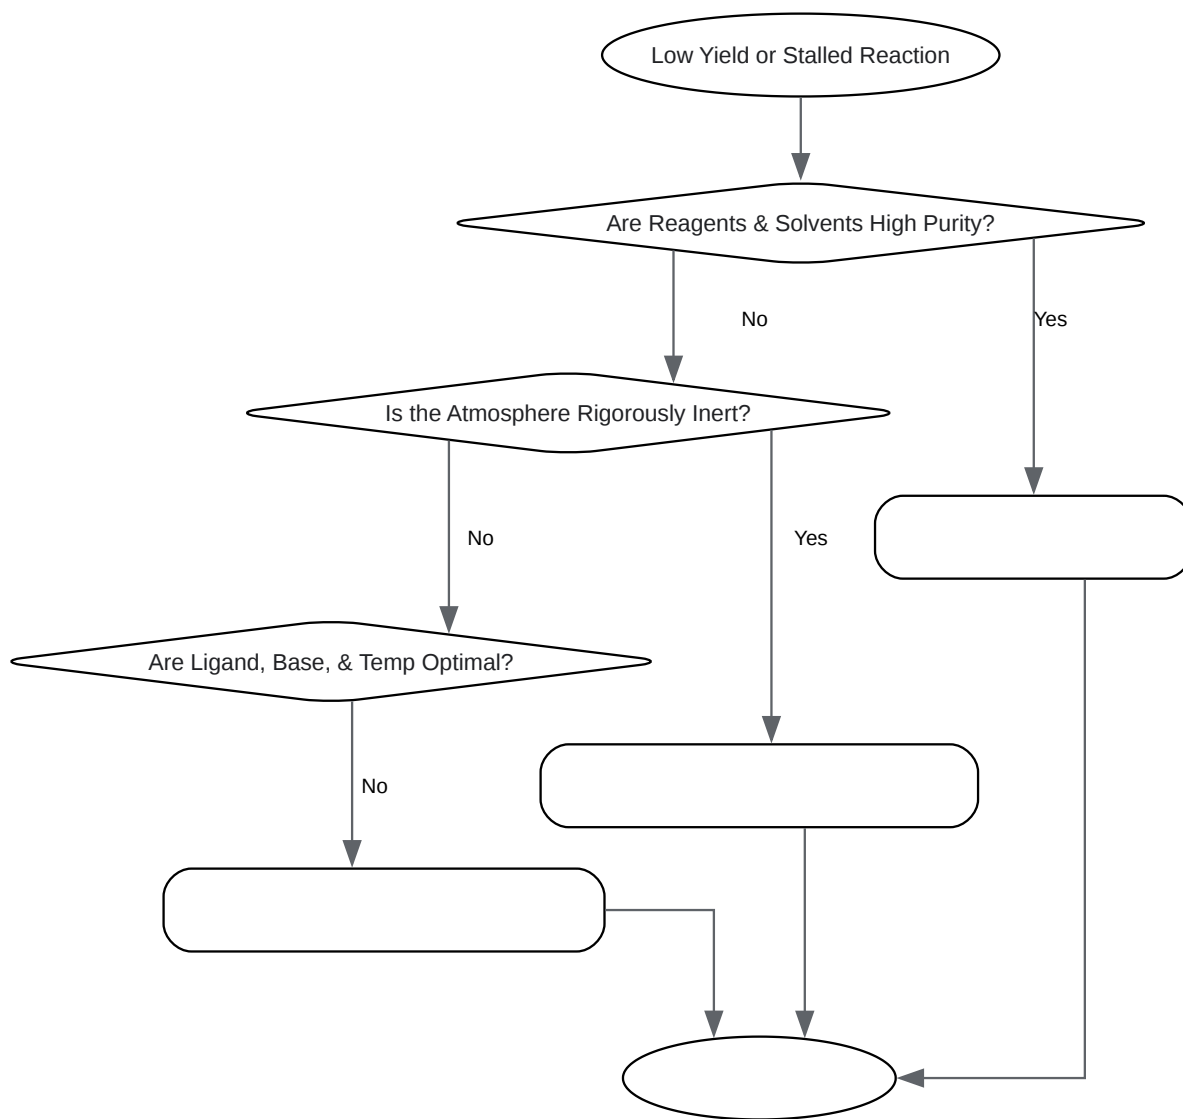 Low Yield or Stalled Reaction
Are Reagents & Solvents High Purity?
No
Yes
Is the Atmosphere Rigorously Inert?
No
Yes
Are Ligand, Base, & Temp Optimal?
No